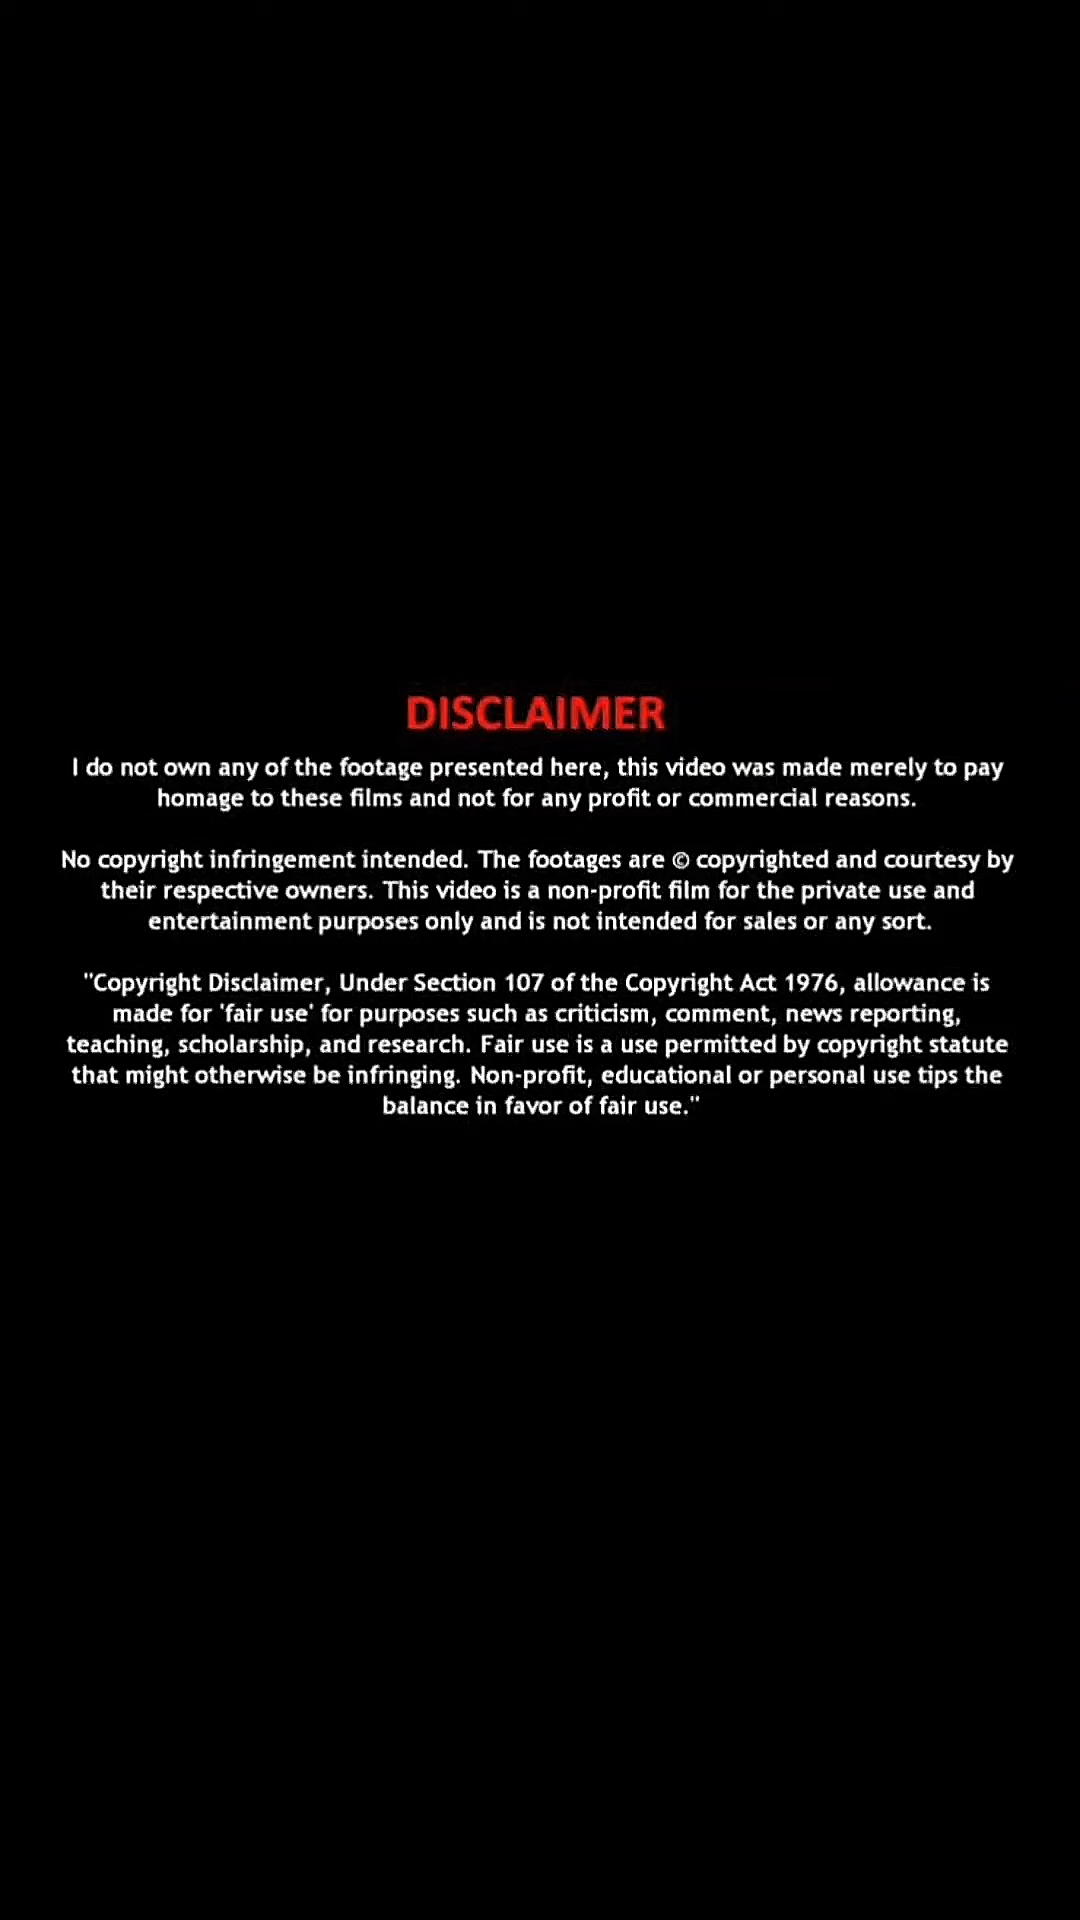 DISCLAIMER
I do not own any of the footage presented here, this video was made merely to pay
homage to these films and not for any profit or commercial reasons.
No copyright infringement intended. The footages are © copyrighted and courtesy by
their respective owners. This video is a non-profit film for the private use and
entertainment purposes only and is not intended for sales or any sort.
"Copyright Disclaimer, Under Section 107 of the Copyright Act 1976, allowance is
made for 'fair use' for purposes such as criticism, comment, news reporting,
teaching, scholarship, and research. Fair use is a use permitted by copyright statute
that might otherwise be infringing. Non-profit, educational or personal use tips the
balance in favor of fair use."